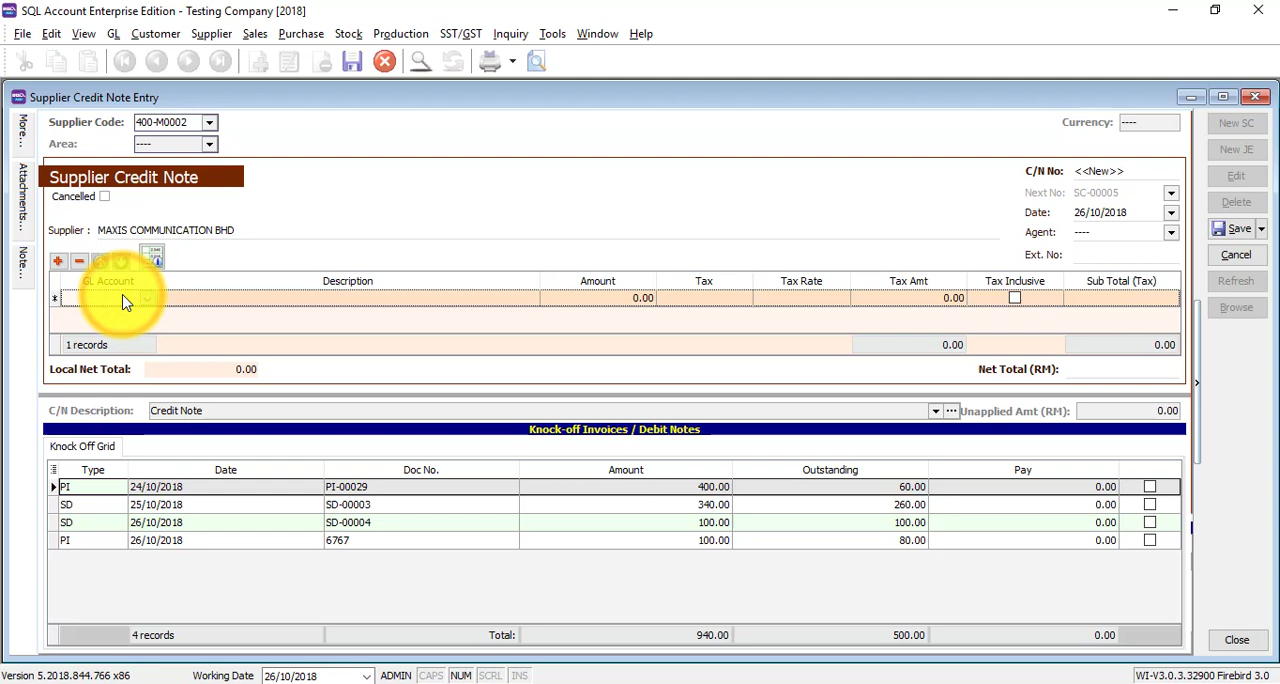 SQL Account Enterprise Edition - Testing Company [2018]
File Edit View GL Customer Supplier Sales Purchase Stock Production SST/GST Inquiry Tools Window Help
Supplier Credit Note Entry
More...
Attachments...
Note...
Supplier Code: 400-M0002
Currency: ----
Area: ----
Supplier Credit Note
Cancelled
C/N No: <<New>>
Next No: SC-00005
Date: 26/10/2018
Agent: ----
Ext. No:
Supplier : MAXIS COMMUNICATION BHD
GL Account Description Amount Tax Tax Rate Tax Amt Tax Inclusive Sub Total (Tax)
* 0.00 0.00
1 records 0.00 0.00
Local Net Total: 0.00 Net Total (RM):
C/N Description: Credit Note Unapplied Amt (RM): 0.00
Knock-off Invoices / Debit Notes
Knock Off Grid
Type Date Doc No. Amount Outstanding Pay
PI 24/10/2018 PI-00029 400.00 60.00 0.00
SD 25/10/2018 SD-00003 340.00 260.00 0.00
SD 26/10/2018 SD-00004 100.00 100.00 0.00
PI 26/10/2018 6767 100.00 80.00 0.00
4 records Total: 940.00 500.00 0.00
New SC
New JE
Edit
Delete
Save
Cancel
Refresh
Browse
Close
Version 5.2018.844.766 x86 Working Date 26/10/2018 ADMIN CAPS NUM SCRL INS WI-V3.0.3.32900 Firebird 3.0